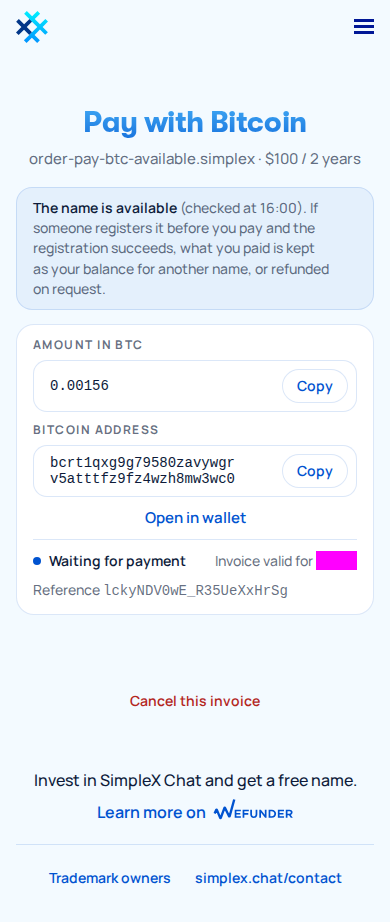 Pay with Bitcoin
order-pay-btc-available.simplex · $100 / 2 years
The name is available (checked at 16:00). If
someone registers it before you pay and the
registration succeeds, what you paid is kept
as your balance for another name, or refunded
on request.
AMOUNT IN BTC
0.00156
Copy
BITCOIN ADDRESS
bcrt1qxg9g79580zavywgr
v5atttfz9fz4wzh8mw3wc0
Copy
Open in wallet
Waiting for payment
Invoice valid for
Reference lckyNDV0wE_R35UeXxHrSg
Cancel this invoice
Invest in SimpleX Chat and get a free name.
Learn more on WEFUNDER
Trademark owners
simplex.chat/contact